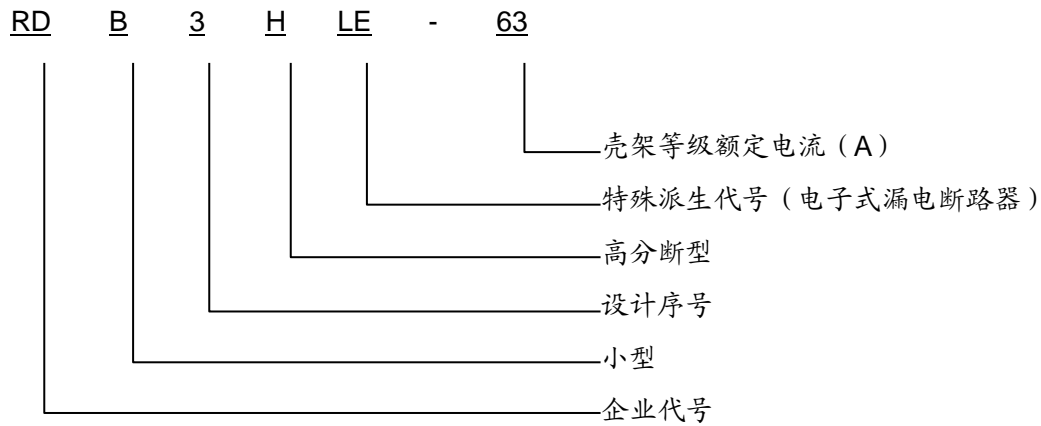 RD B 3 H LE - 63
壳架等级额定电流（A）
特殊派生代号（电子式漏电断路器）
高分断型
设计序号
小型
企业代号